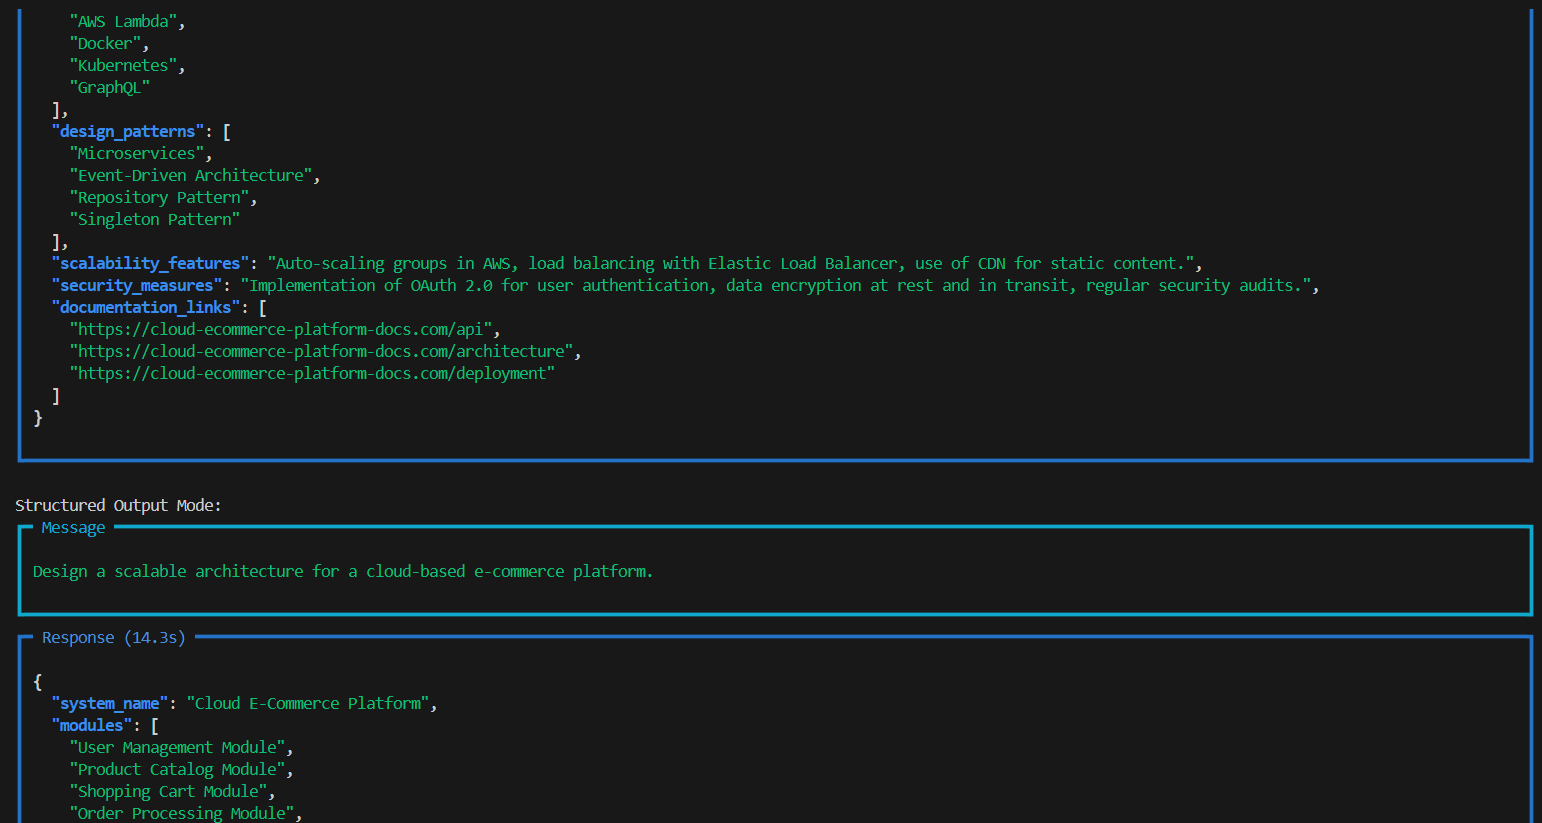 "AWS Lambda",
"Docker",
"Kubernetes",
"GraphQL"
],
"design_patterns": [
"Microservices",
"Event-Driven Architecture",
"Repository Pattern",
"Singleton Pattern"
],
"scalability_features": "Auto-scaling groups in AWS, load balancing with Elastic Load Balancer, use of CDN for static content.",
"security_measures": "Implementation of OAuth 2.0 for user authentication, data encryption at rest and in transit, regular security audits.",
"documentation_links": [
"https://cloud-ecommerce-platform-docs.com/api",
"https://cloud-ecommerce-platform-docs.com/architecture",
"https://cloud-ecommerce-platform-docs.com/deployment"
]
}
Structured Output Mode:
Message
Design a scalable architecture for a cloud-based e-commerce platform.
Response (14.3s)
{
"system_name": "Cloud E-Commerce Platform",
"modules": [
"User Management Module",
"Product Catalog Module",
"Shopping Cart Module",
"Order Processing Module",